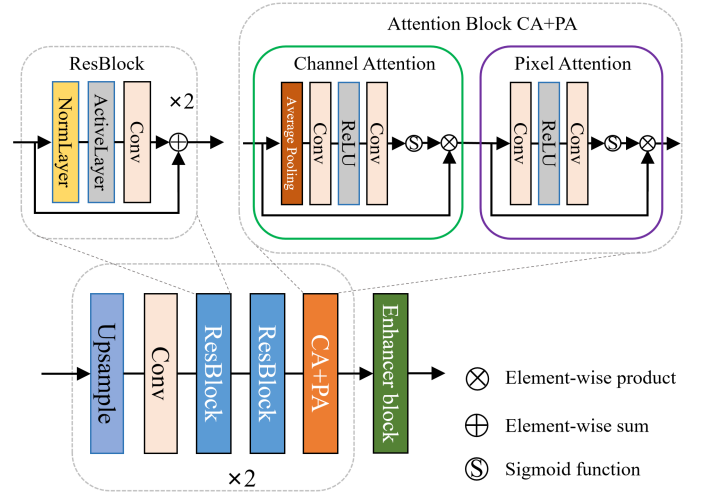 Attention Block CA+PA
ResBlock
NormLayer
ActiveLayer
Conv
×2
Channel Attention
Average Pooling
Conv
ReLU
Conv
S
Pixel Attention
Conv
ReLU
Conv
S
Upsample
Conv
ResBlock
ResBlock
CA+PA
×2
Enhancer block
Element-wise product
Element-wise sum
S
Sigmoid function